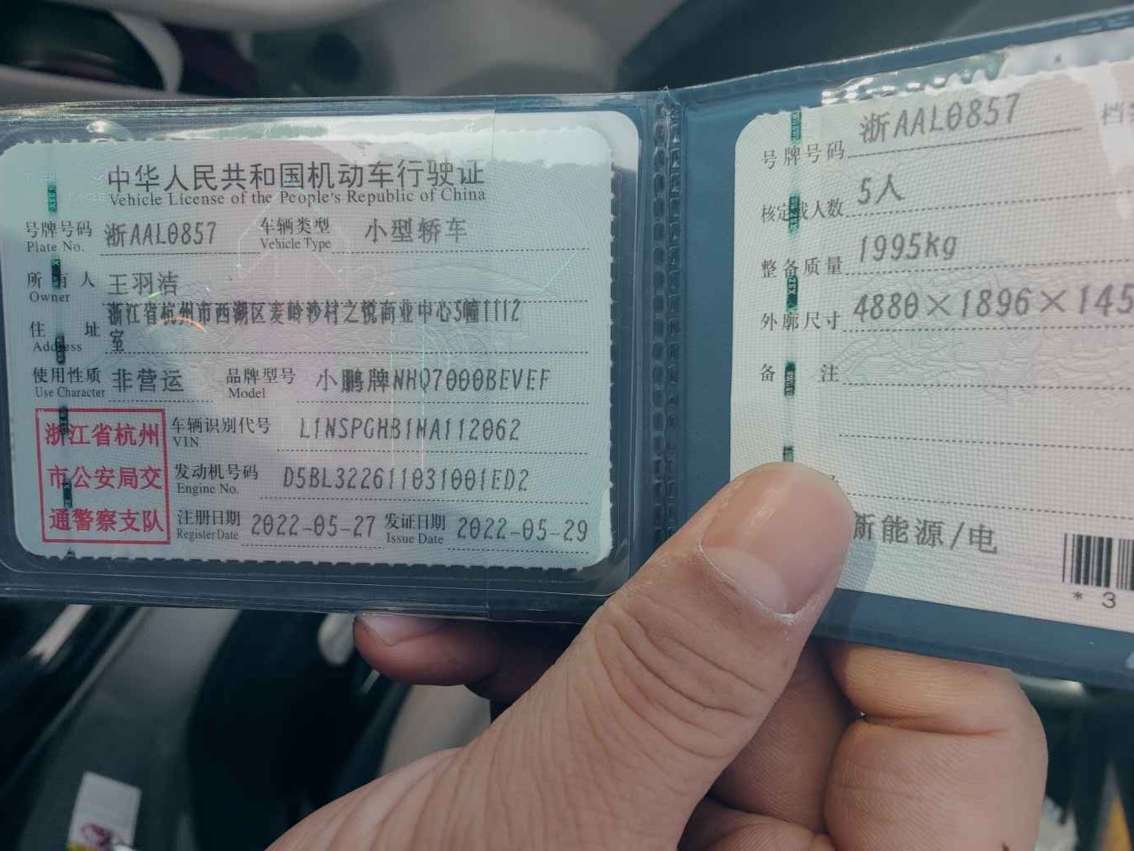 中华人民共和国机动车行驶证
Vehicle License of the People's Republic of China
号牌号码 浙AAL0857 车辆类型 小型轿车
Plate No. Vehicle Type
所有人 王羽浩
Owner
住址 浙江省杭州市西湖区麦岭沙村之悦商业中心5幢1112
Address 室
使用性质 非营运 品牌型号 小鹏牌NHQ7000BEVEF
Use Character Model
浙江省杭州
市公安局交
通警察支队
车辆识别代号 L1NSPGHB1NA112062
VIN
发动机号码 D5BL322611031001ED2
Engine No.
注册日期 2022-05-27 发证日期 2022-05-29
Register Date Issue Date
号牌号码 浙AAL0857 档
核定载人数 5人
整备质量 1995kg
外廓尺寸 4880×1896×145
备注
新能源/电
* 3